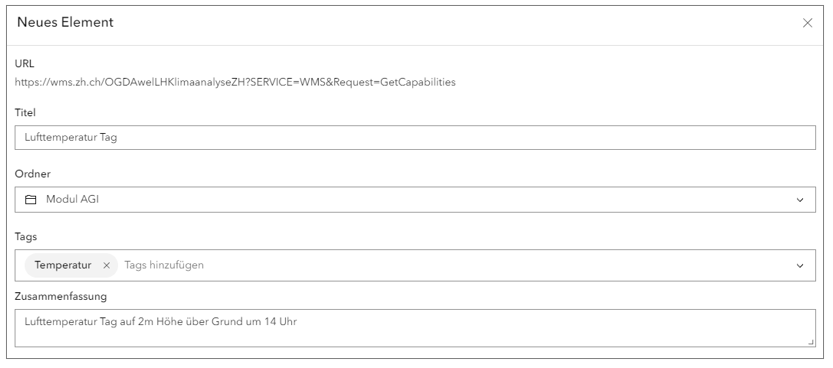 Neues Element
URL
https://wms.zh.ch/OGDAwelLHKlimaanalyseZH?SERVICE=WMS&Request=GetCapabilities
Titel
Lufttemperatur Tag
Ordner
Modul AGI
Tags
Temperatur × Tags hinzufügen
Zusammenfassung
Lufttemperatur Tag auf 2m Höhe über Grund um 14 Uhr